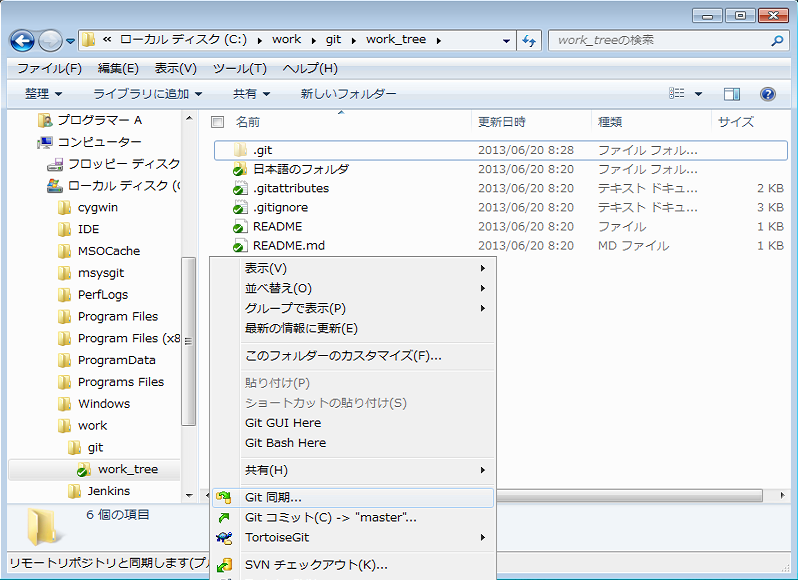 « ローカル ディスク (C:) ▸ work ▸ git ▸ work_tree ▸
work_treeの検索
ファイル(F) 編集(E) 表示(V) ツール(T) ヘルプ(H)
整理 ライブラリに追加 共有 新しいフォルダー
プログラマー A
コンピューター
フロッピー ディスク
ローカル ディスク (C
cygwin
IDE
MSOCache
msysgit
PerfLogs
Program Files
Program Files (x8
ProgramData
Programs Files
Windows
work
git
work_tree
Jenkins
名前 更新日時 種類 サイズ
.git 2013/06/20 8:28 ファイル フォル...
日本語のフォルダ 2013/06/20 8:20 ファイル フォル...
.gitattributes 2013/06/20 8:20 テキスト ドキュ... 2 KB
.gitignore 2013/06/20 8:20 テキスト ドキュ... 3 KB
README 2013/06/20 8:20 ファイル 1 KB
README.md 2013/06/20 8:20 MD ファイル 1 KB
表示(V)
並べ替え(O)
グループで表示(P)
最新の情報に更新(E)
このフォルダーのカスタマイズ(F)...
貼り付け(P)
ショートカットの貼り付け(S)
Git GUI Here
Git Bash Here
共有(H)
Git 同期...
Git コミット(C) -> "master"...
TortoiseGit
SVN チェックアウト(K)...
6 個の項目
リモートリポジトリと同期します(プ